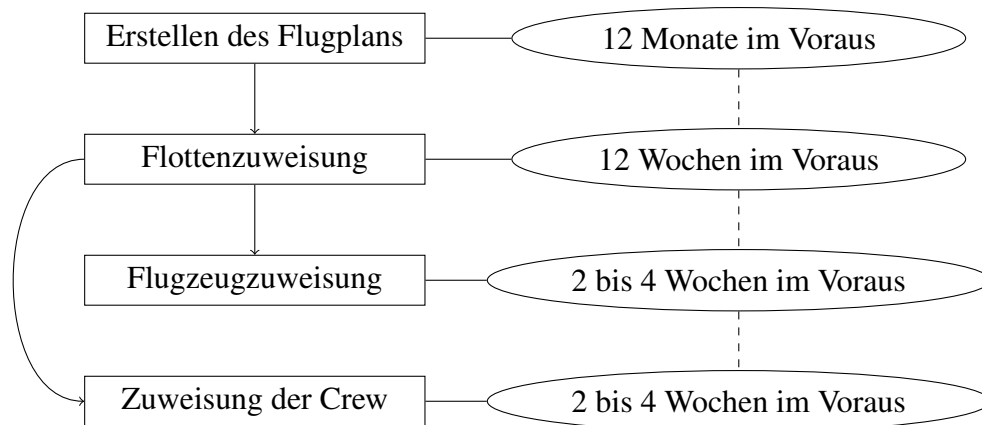 Erstellen des Flugplans
12 Monate im Voraus
Flottenzuweisung
12 Wochen im Voraus
Flugzeugzuweisung
2 bis 4 Wochen im Voraus
Zuweisung der Crew
2 bis 4 Wochen im Voraus